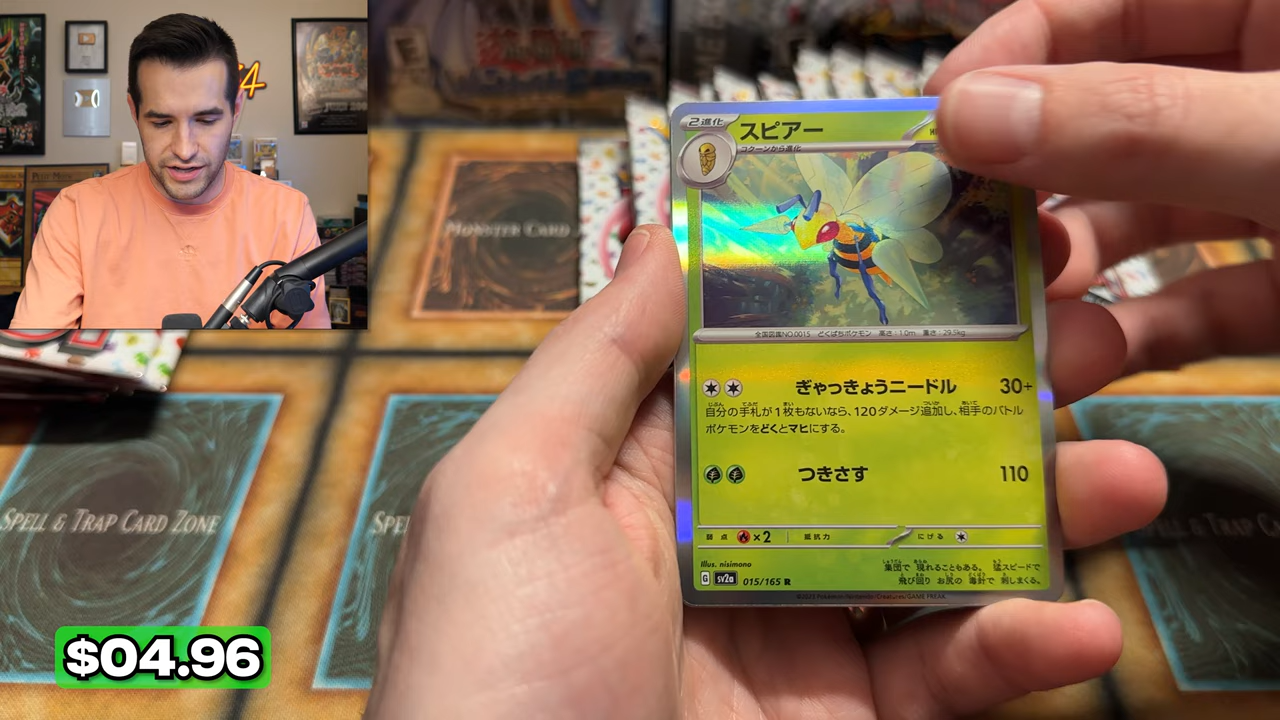 2進化
スピアー
コクーンから進化
MONSTER CARD
全国図鑑NO.0015 どくばちポケモン 高さ:1.0m 重さ:29.5kg
ぎゃっきょうニードル 30+
自分の手札が1枚もないなら、120ダメージ追加し、相手のバトル
ポケモンをどくとマヒにする。
つきさす 110
弱点 ×2 抵抗力 にげる
Illus. nisimono
集団で現れることもある。猛スピードで
飛び回りお尻の毒針で刺しまくる。
G sv2a 015/165 R
©2023 Pokémon/Nintendo/Creatures/GAME FREAK
SPELL & TRAP CARD ZONE
SPE
SPELL & TRAP CA
$04.96